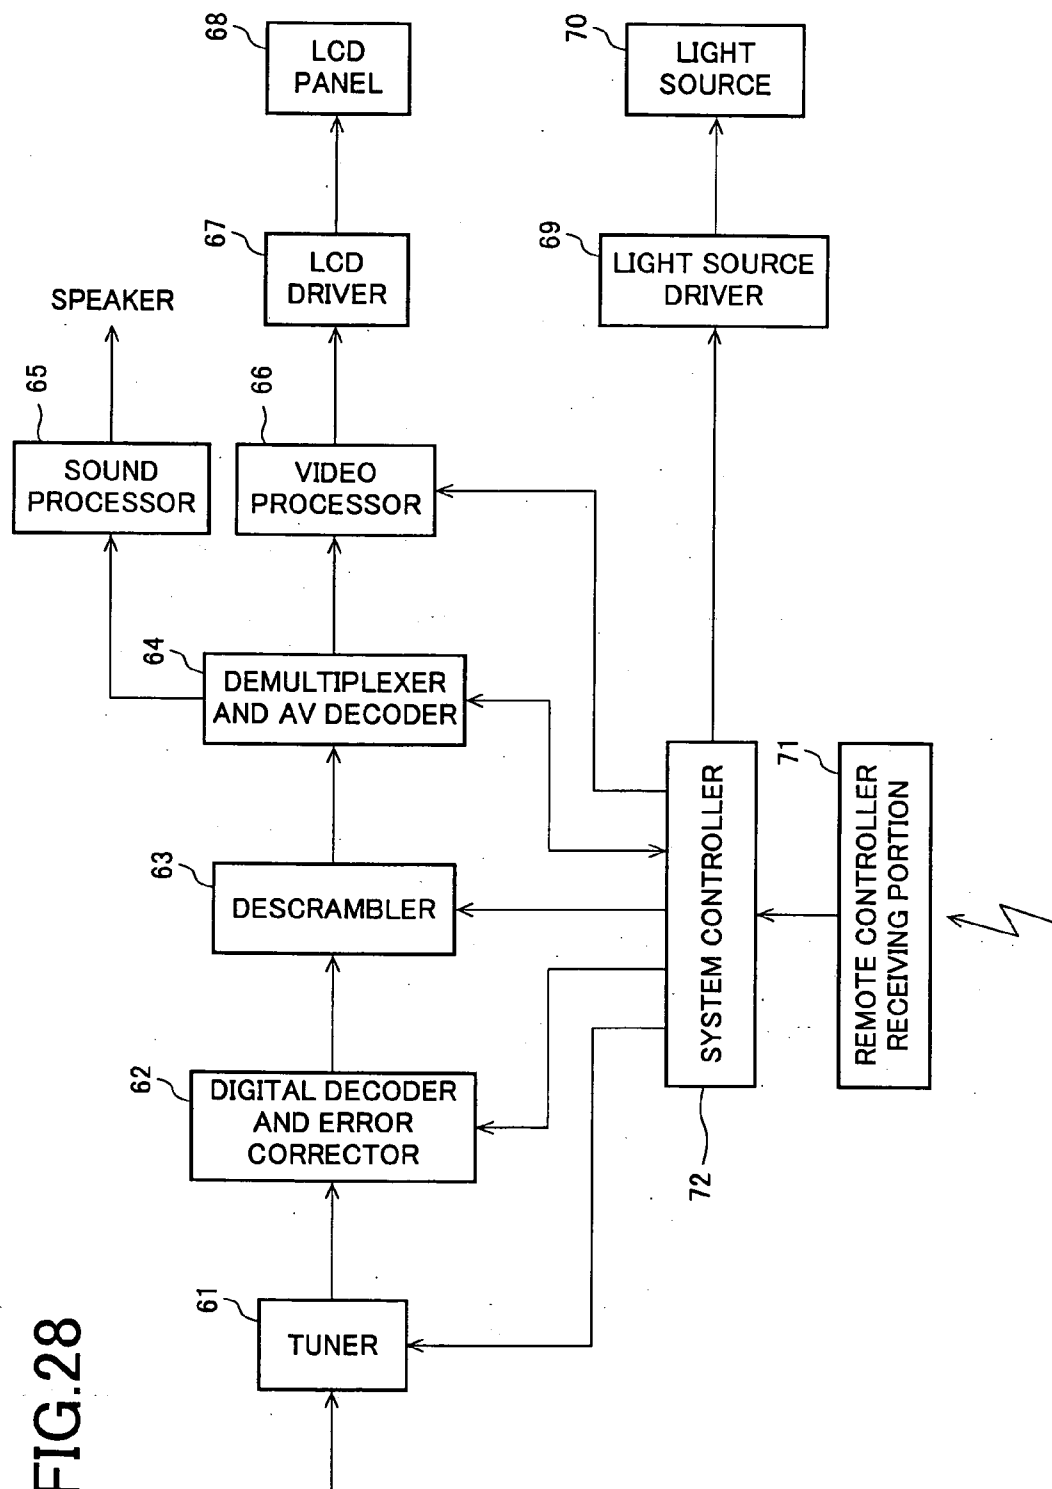 68
LCD
PANEL
70
LIGHT
SOURCE
67
LCD
DRIVER
69
LIGHT SOURCE
DRIVER
SPEAKER
65
SOUND
PROCESSOR
66
VIDEO
PROCESSOR
64
DEMULTIPLEXER
AND AV DECODER
63
DESCRAMBLER
SYSTEM CONTROLLER
72
71
REMOTE CONTROLLER
RECEIVING PORTION
62
DIGITAL DECODER
AND ERROR
CORRECTOR
61
TUNER
FIG.28